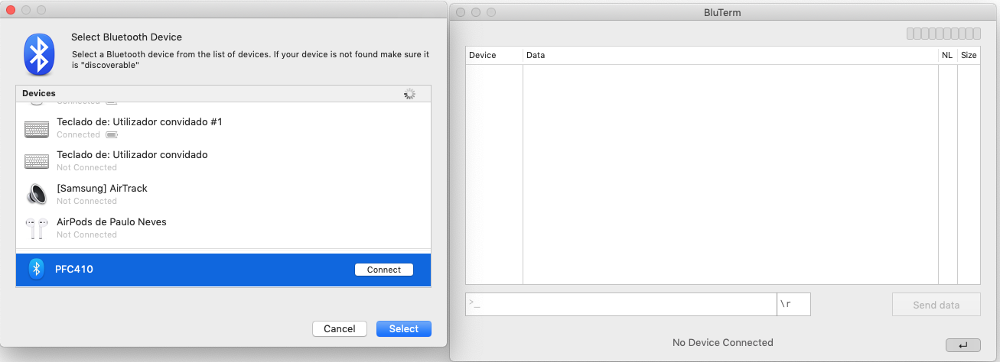 Select Bluetooth Device
Select a Bluetooth device from the list of devices. If your device is not found make sure it
is "discoverable"
Devices
Connected
Teclado de: Utilizador convidado #1
Connected
Teclado de: Utilizador convidado
Not Connected
[Samsung] AirTrack
Not Connected
AirPods de Paulo Neves
Not Connected
PFC410
Connect
Cancel
Select
BluTerm
Device Data NL Size
>_
\r
Send data
No Device Connected